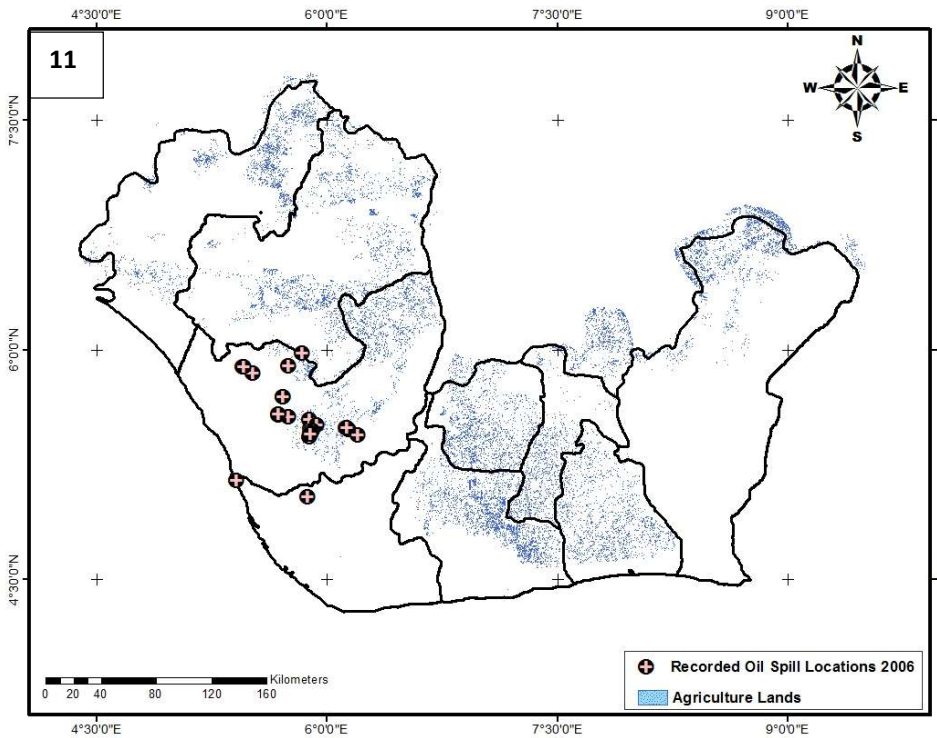 4°30'0"E 6°0'0"E 7°30'0"E 9°0'0"E
11
N
W E
S
7°30'0"N
6°0'0"N
4°30'0"N
Kilometers
0 20 40 80 120 160
Recorded Oil Spill Locations 2006
Agriculture Lands
4°30'0"E 6°0'0"E 7°30'0"E 9°0'0"E